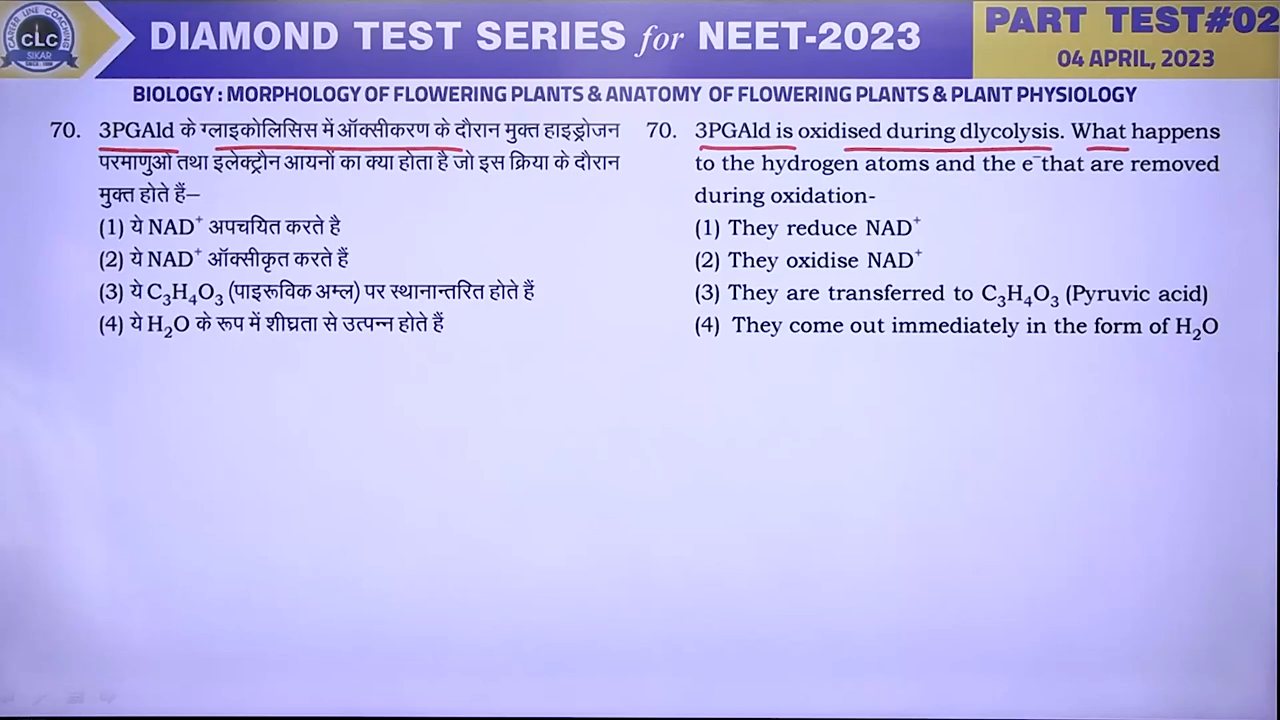 CAREER LINE COACHING
CLC
SIKAR
DIAMOND TEST SERIES for NEET-2023
PART TEST#02
04 APRIL, 2023
BIOLOGY : MORPHOLOGY OF FLOWERING PLANTS & ANATOMY OF FLOWERING PLANTS & PLANT PHYSIOLOGY
70. 3PGAld के ग्लाइकोलिसिस में ऑक्सीकरण के दौरान मुक्त हाइड्रोजन
परमाणुओं तथा इलेक्ट्रौन आयनों का क्या होता है जो इस क्रिया के दौरान
मुक्त होते हैं–
(1) ये NAD⁺ अपचयित करते है
(2) ये NAD⁺ ऑक्सीकृत करते हैं
(3) ये C₃H₄O₃ (पाइरूविक अम्ल) पर स्थानान्तरित होते हैं
(4) ये H₂O के रूप में शीघ्रता से उत्पन्न होते हैं
70. 3PGAld is oxidised during dlycolysis. What happens
to the hydrogen atoms and the e⁻that are removed
during oxidation-
(1) They reduce NAD⁺
(2) They oxidise NAD⁺
(3) They are transferred to C₃H₄O₃ (Pyruvic acid)
(4) They come out immediately in the form of H₂O